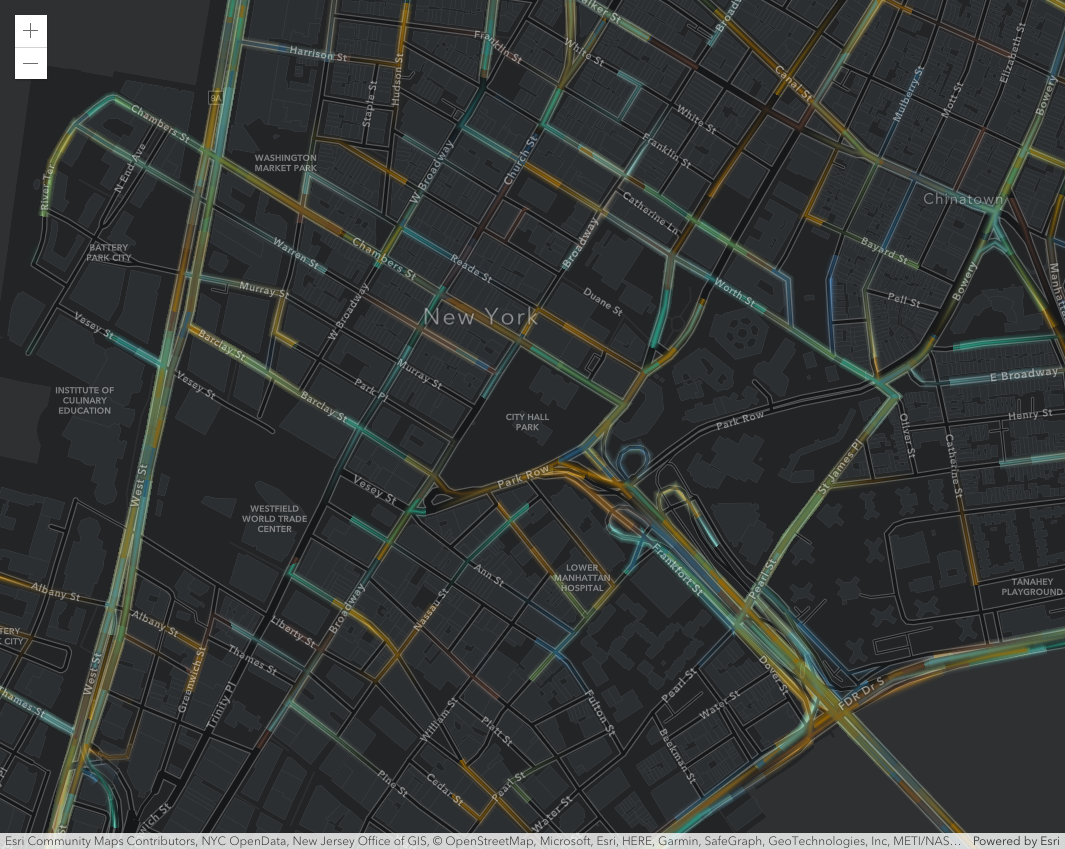 +
−
Walker St
Broadway
Harrison St
Franklin St
White St
Hudson St
Staple St
Canal St
Mulberry St
Mott St
Elizabeth St
Bowery
9A
Chambers St
N End Ave
River Ter
WASHINGTON
MARKET PARK
W Broadway
Church St
White St
Franklin St
Catherine Ln
Chinatown
BATTERY
PARK CITY
Warren St
Chambers St
Reade St
Broadway
Bayard St
Bowery
Murray St
W Broadway
Duane St
Worth St
Pell St
New York
Vesey St
Barclay St
Vesey St
Murray St
Park Pl
Barclay St
INSTITUTE OF
CULINARY
EDUCATION
CITY HALL
PARK
Park Row
E Broadway
Henry St
Oliver St
Catherine St
St James Pl
Park Row
Vesey St
West St
WESTFIELD
WORLD TRADE
CENTER
Ann St
LOWER
MANHATTAN
HOSPITAL
Frankfort St
Pearl St
TANAHEY
PLAYGROUND
Albany St
Albany St
Broadway
Nassau St
Liberty St
Thames St
Greenwich St
Trinity Pl
West St
Thames St
William St
Platt St
Fulton St
Pearl St
Water St
Dover St
FDR Dr S
Beekman St
Pine St
Cedar St
Pearl St
Water St
Esri Community Maps Contributors, NYC OpenData, New Jersey Office of GIS, © OpenStreetMap, Microsoft, Esri, HERE, Garmin, SafeGraph, GeoTechnologies, Inc, METI/NAS… Powered by Esri